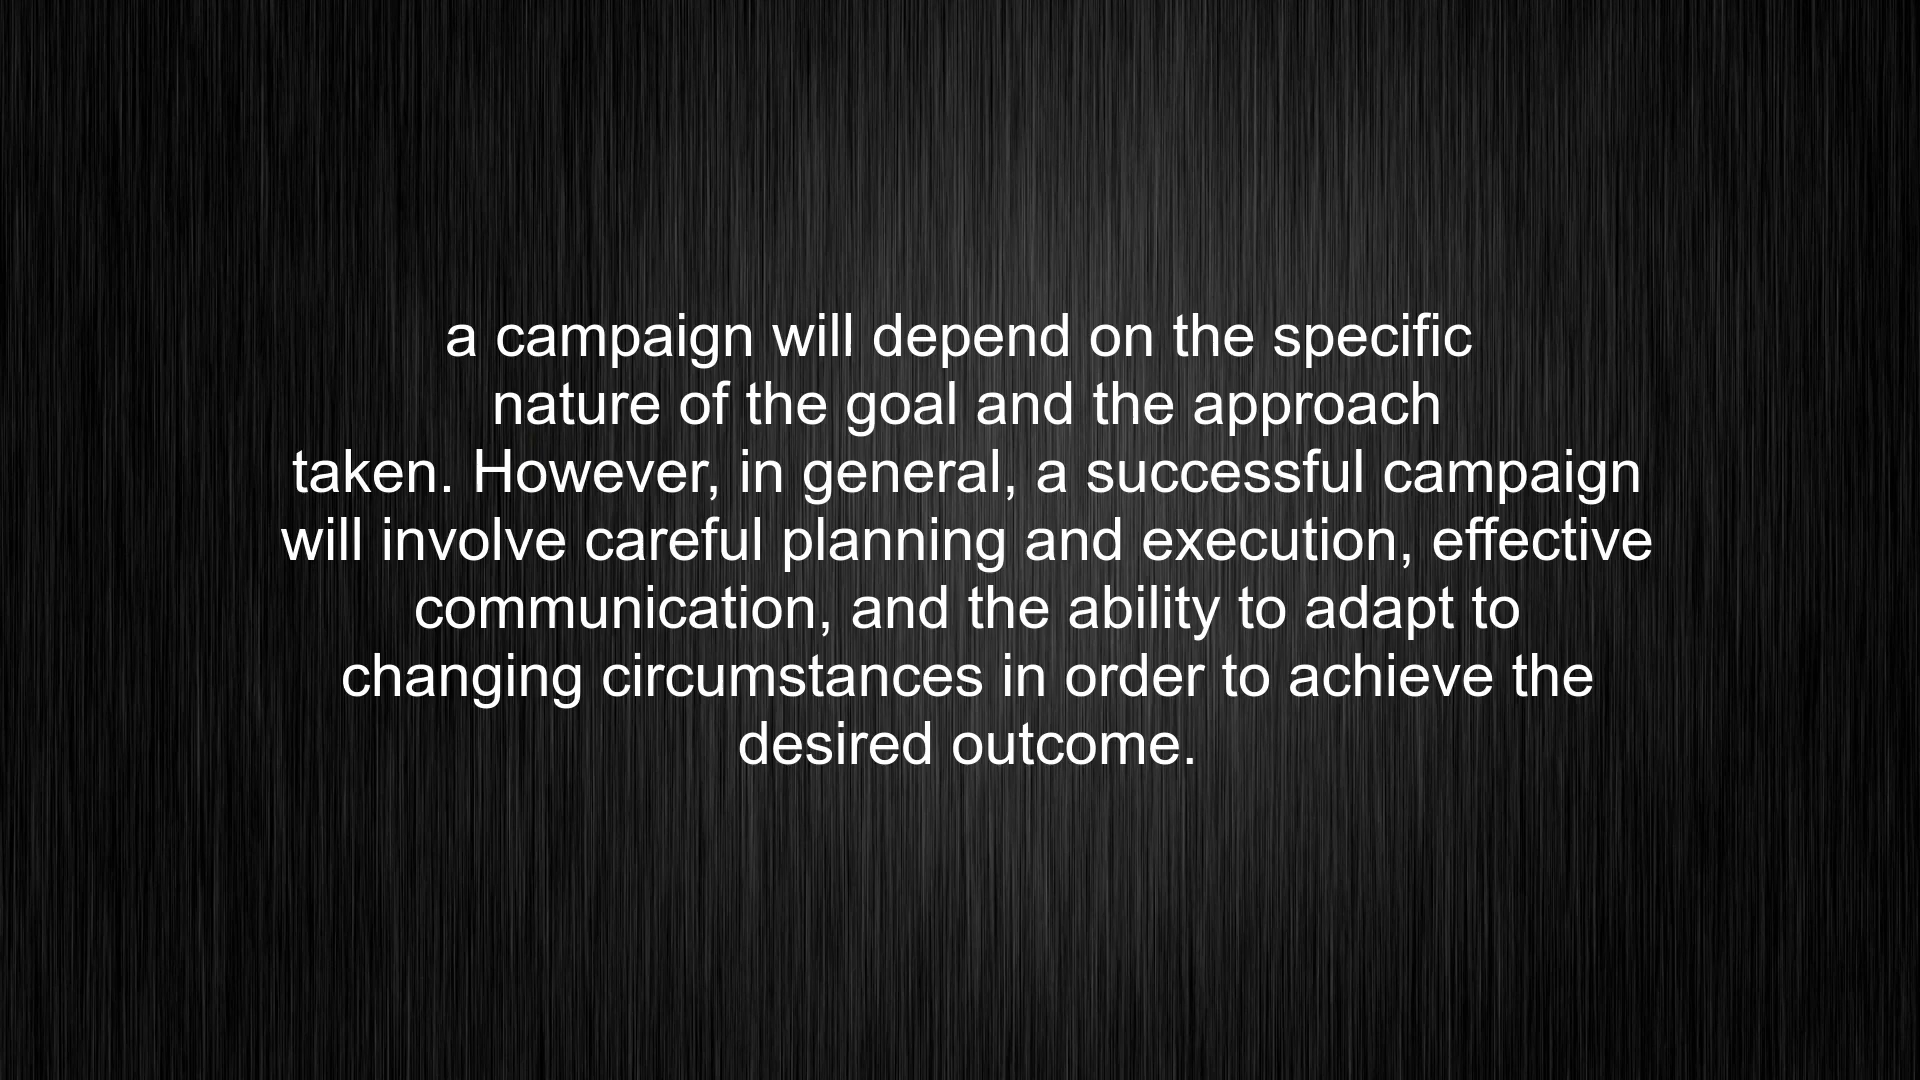 a campaign will depend on the specific
nature of the goal and the approach
taken. However, in general, a successful campaign
will involve careful planning and execution, effective
communication, and the ability to adapt to
changing circumstances in order to achieve the
desired outcome.